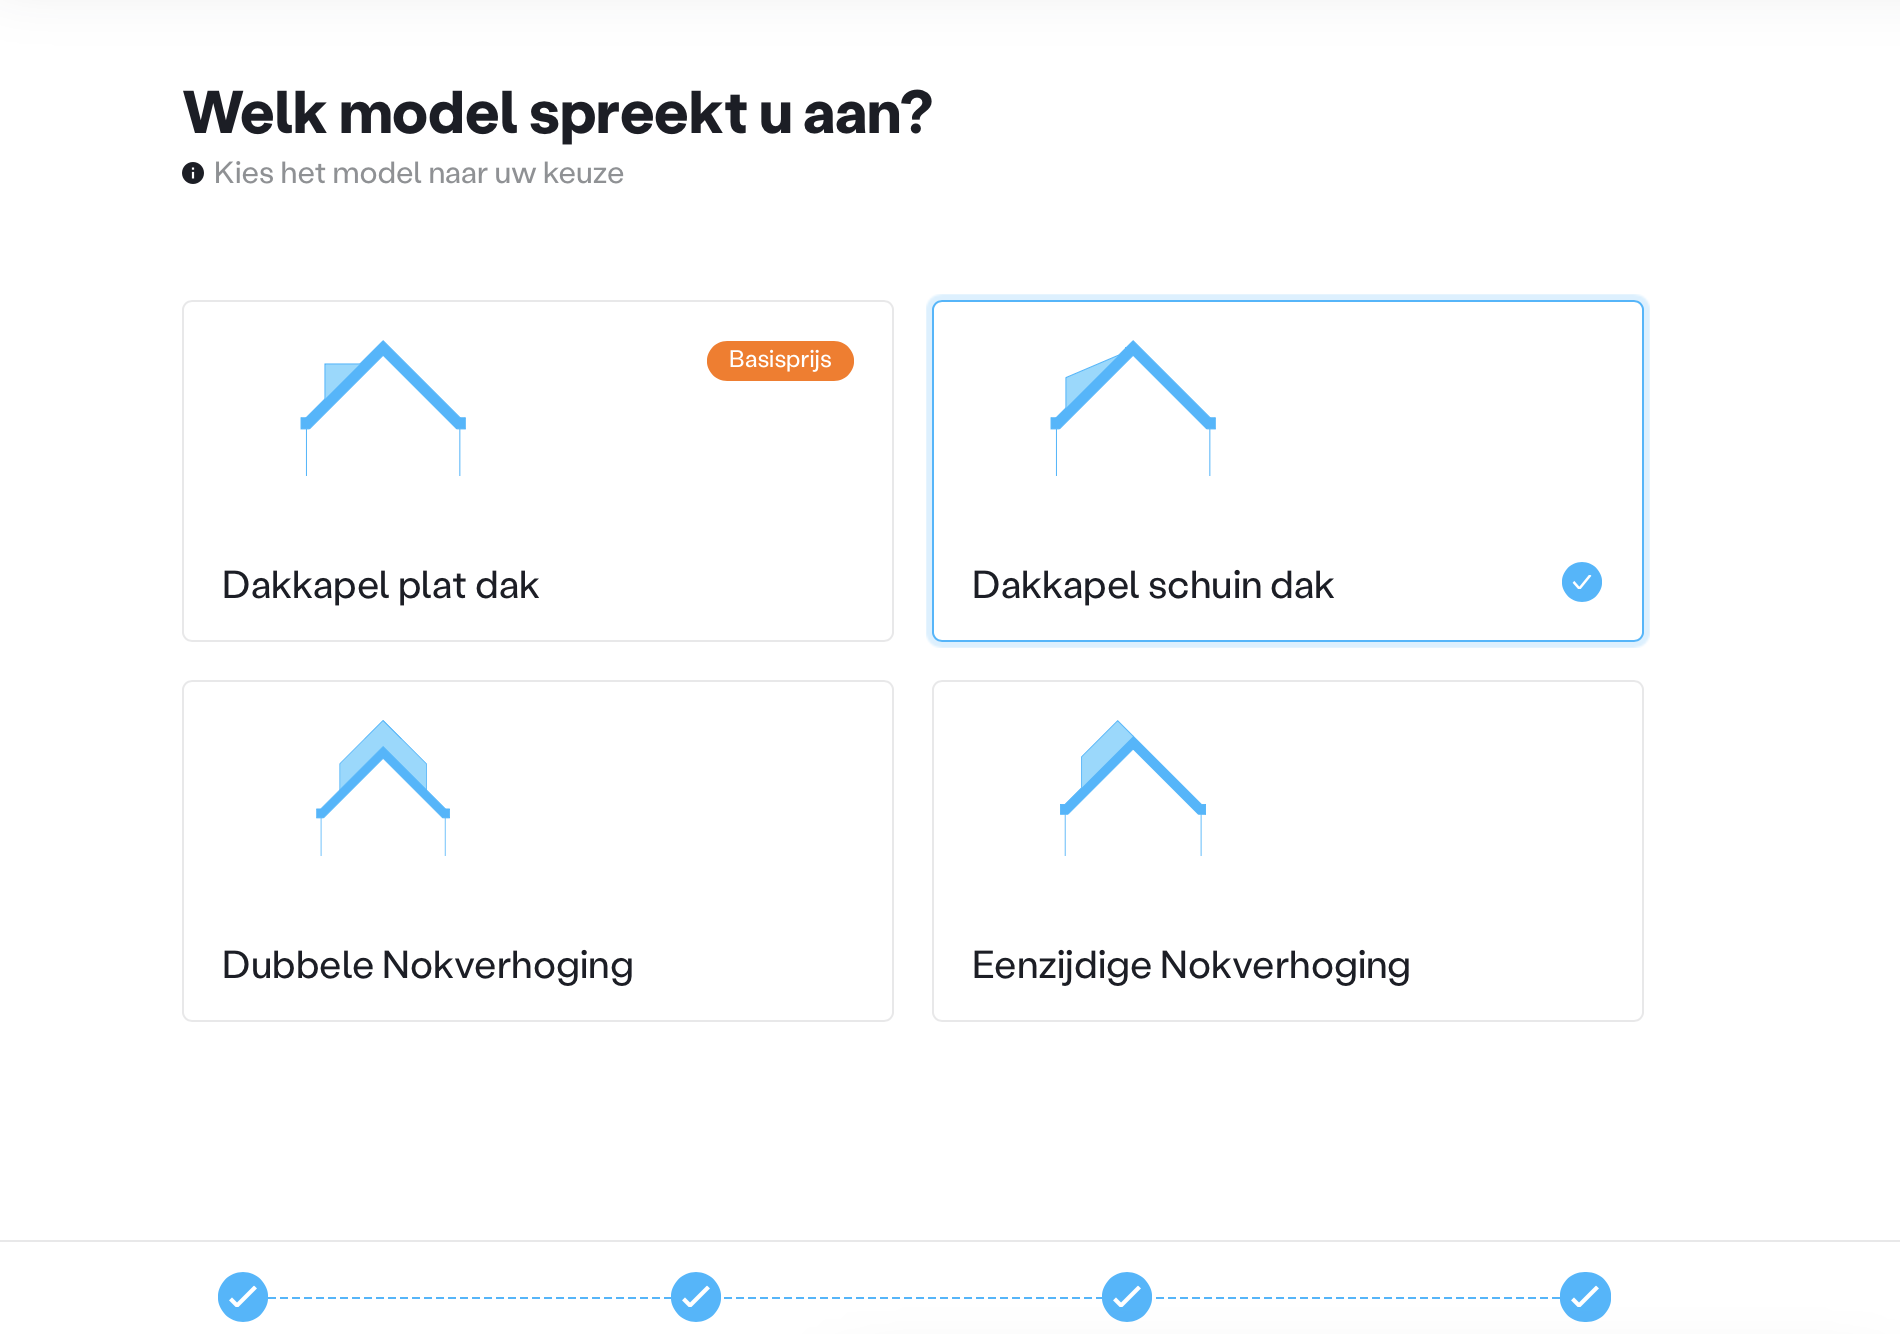 Welk model spreekt u aan?
Kies het model naar uw keuze
Basisprijs
Dakkapel plat dak
Dakkapel schuin dak
Dubbele Nokverhoging
Eenzijdige Nokverhoging